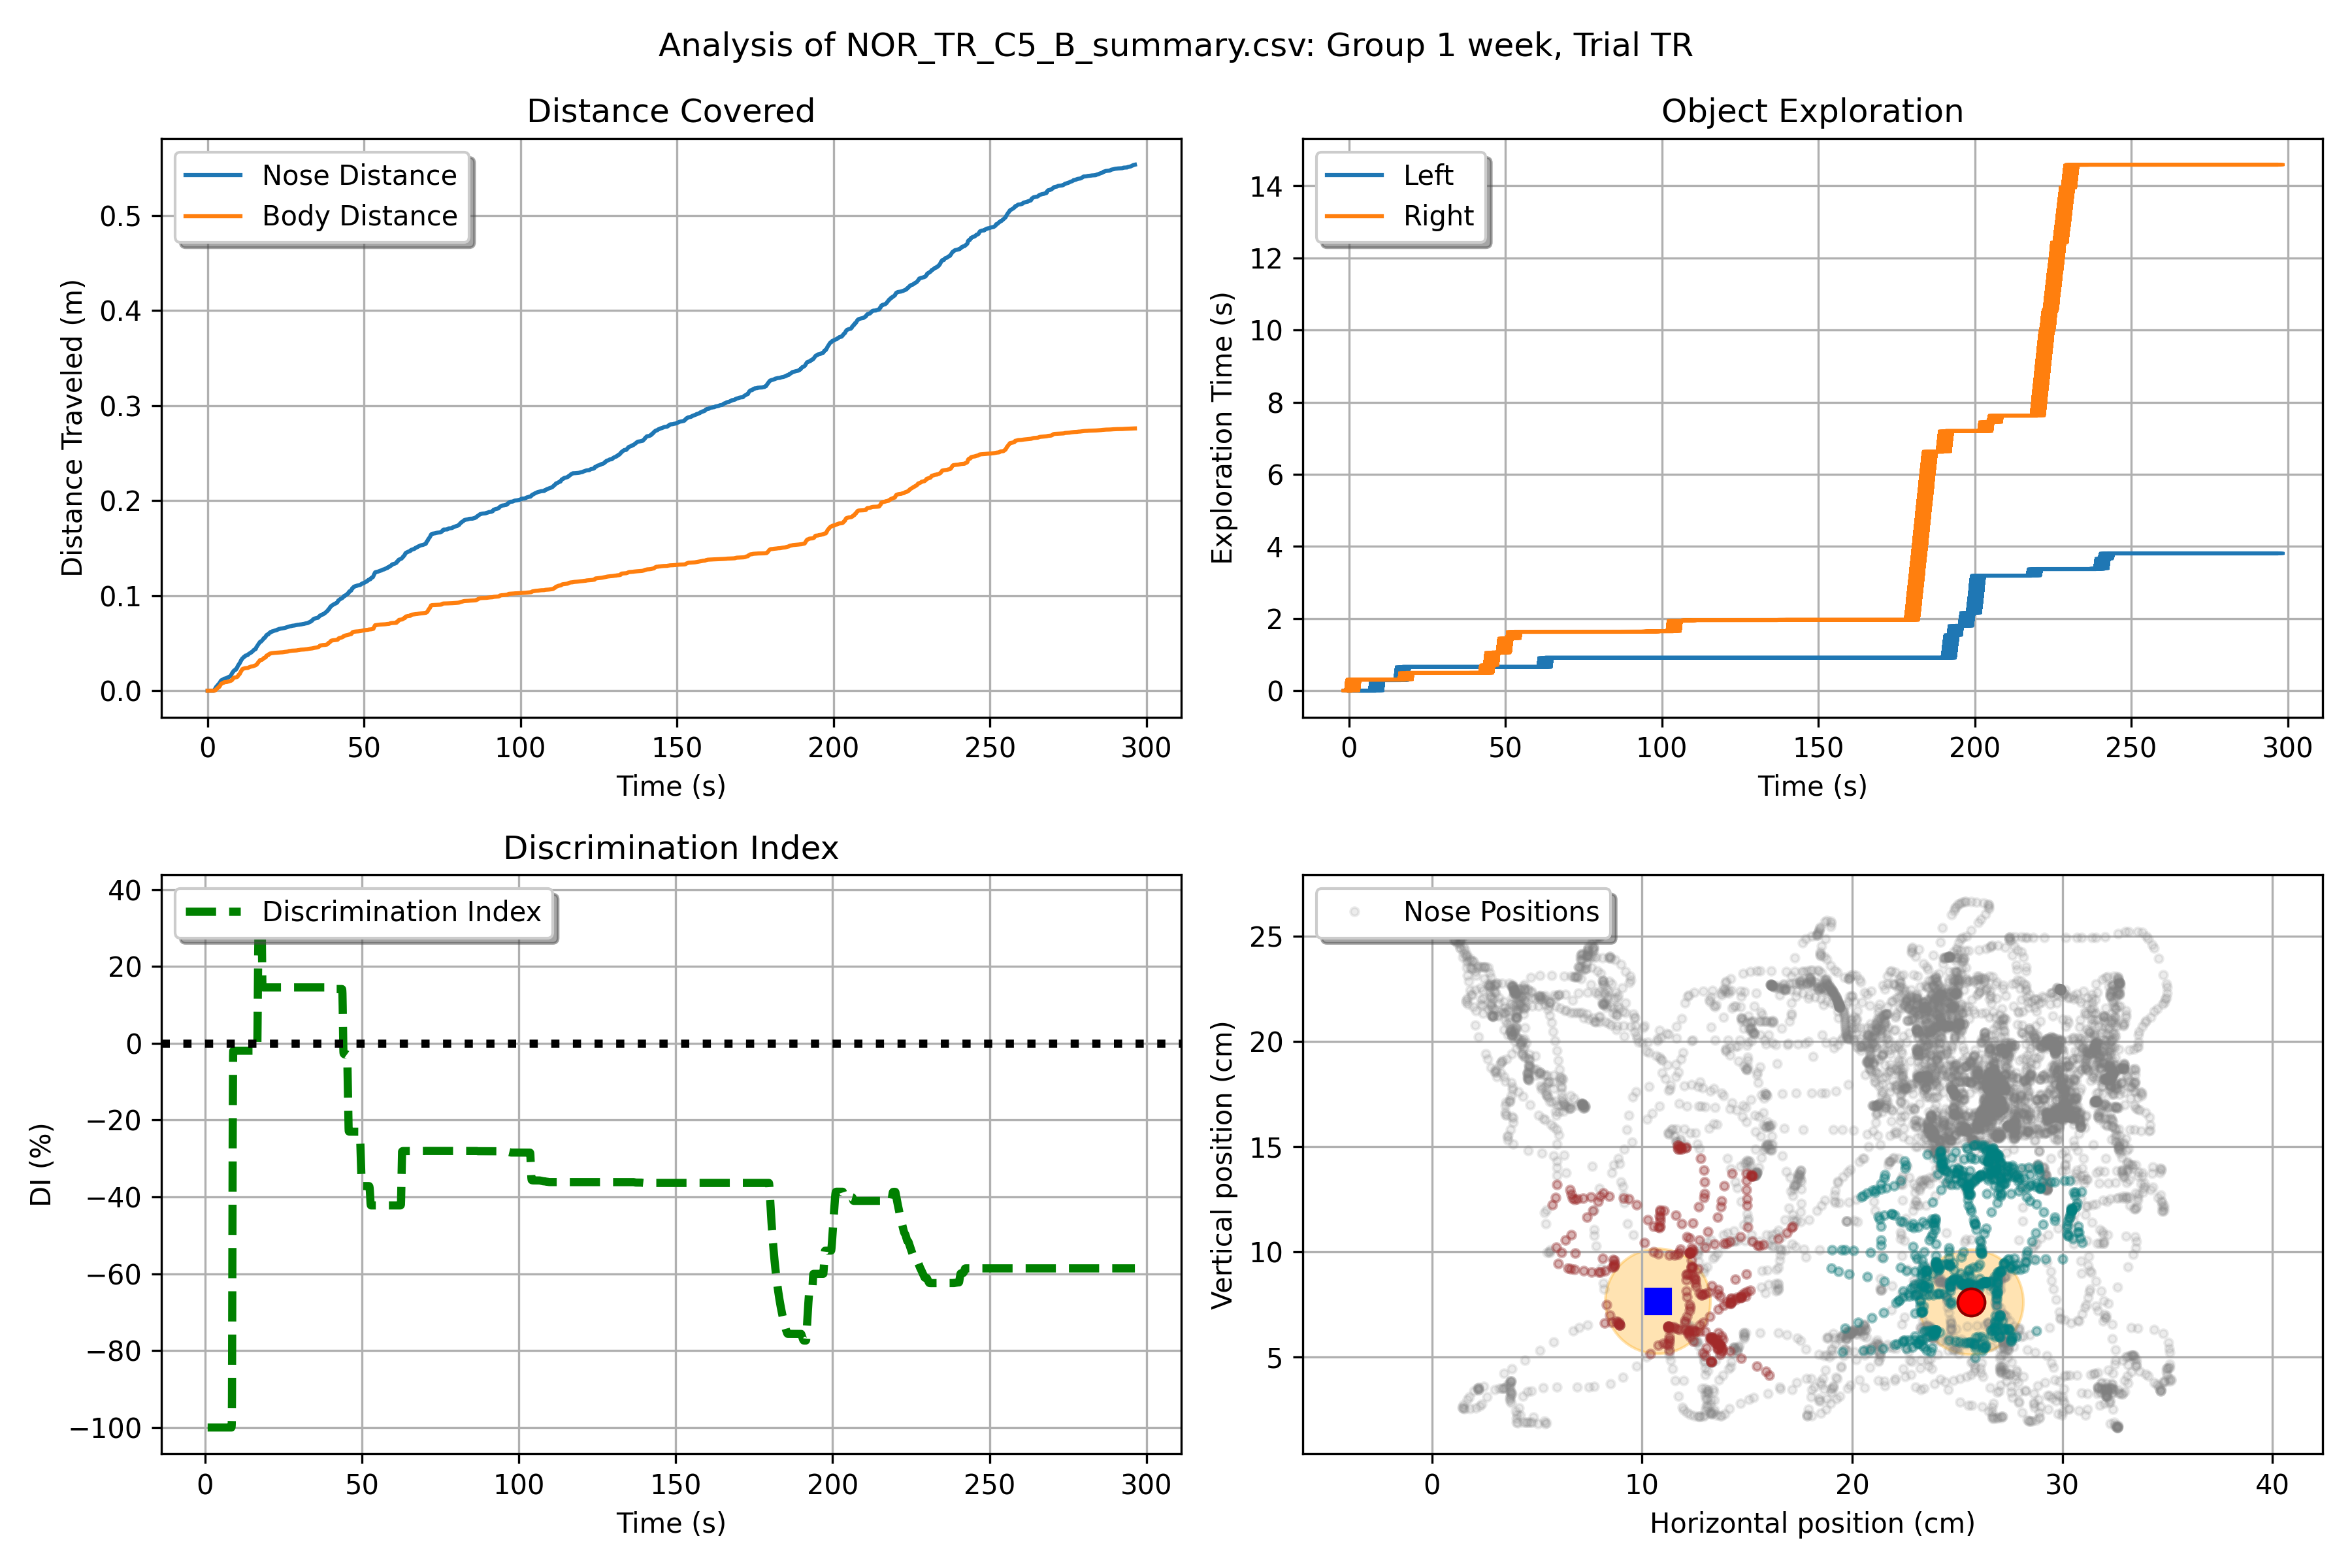 Analysis of NOR_TR_C5_B_summary.csv: Group 1 week, Trial TR
Distance Covered
Nose Distance
Body Distance
Distance Traveled (m)
0.5
0.4
0.3
0.2
0.1
0.0
0 50 100 150 200 250 300
Time (s)
Object Exploration
Left
Right
Exploration Time (s)
14
12
10
8
6
4
2
0
0 50 100 150 200 250 300
Time (s)
Discrimination Index
Discrimination Index
DI (%)
40
20
0
−20
−40
−60
−80
−100
0 50 100 150 200 250 300
Time (s)
Nose Positions
Vertical position (cm)
25
20
15
10
5
0 10 20 30 40
Horizontal position (cm)